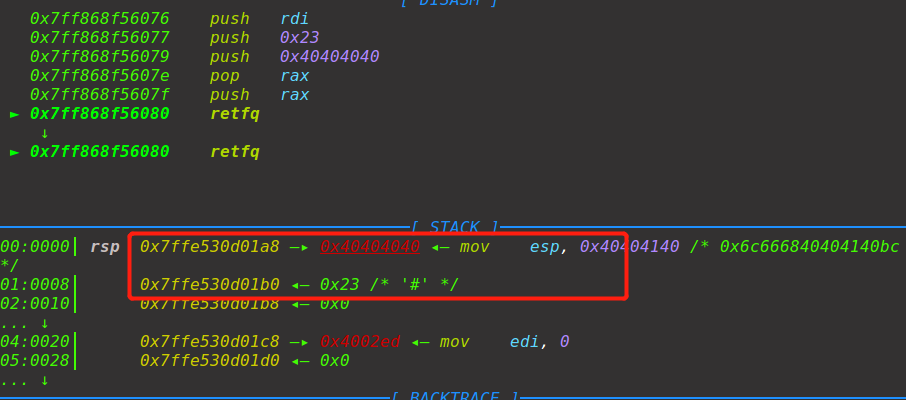 [ DISASM ]
0x7ff868f56076 push rdi
0x7ff868f56077 push 0x23
0x7ff868f56079 push 0x40404040
0x7ff868f5607e pop rax
0x7ff868f5607f push rax
► 0x7ff868f56080 retfq
↓
► 0x7ff868f56080 retfq
[ STACK ]
00:0000│ rsp 0x7ffe530d01a8 —▸ 0x40404040 ◂— mov esp, 0x40404140 /* 0x6c666840404140bc
*/
01:0008│ 0x7ffe530d01b0 ◂— 0x23 /* '#' */
02:0010│ 0x7ffe530d01b8 ◂— 0x0
... ↓
04:0020│ 0x7ffe530d01c8 —▸ 0x4002ed ◂— mov edi, 0
05:0028│ 0x7ffe530d01d0 ◂— 0x0
... ↓
[ BACKTRACE ]